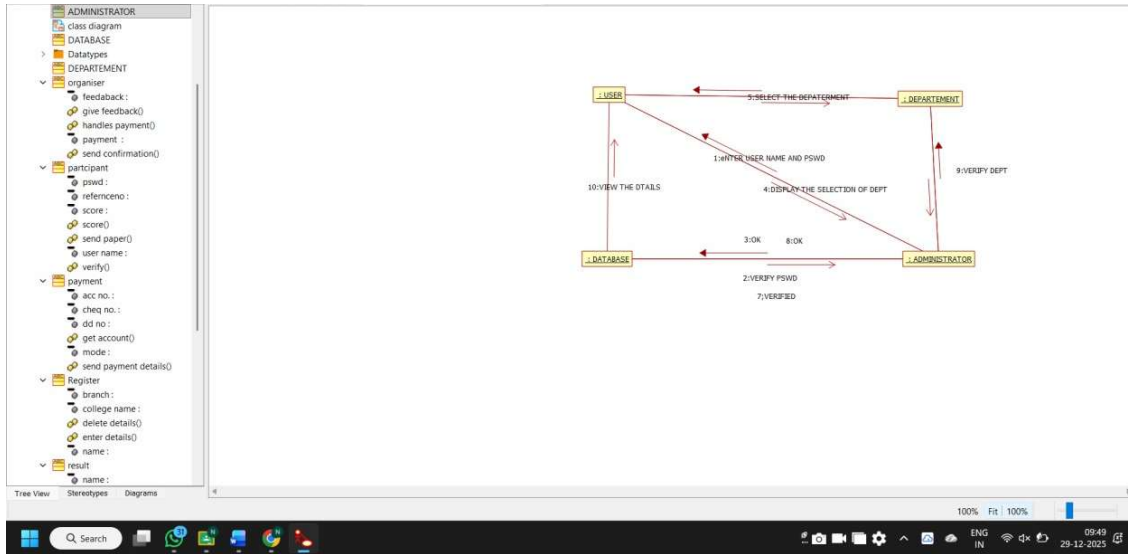 ADMINISTRATOR
class diagram
DATABASE
Datatypes
DEPARTEMENT
organiser
feedaback :
give feedback()
handles payment()
payment :
send confirmation()
partcipant
pswd :
refernceno :
score :
score()
send paper()
user name :
verify()
payment
acc no. :
cheq no. :
dd no :
get account()
mode :
send payment details()
Register
branch :
college name :
delete details()
enter details()
name :
result
name :
Tree View Stereotypes Diagrams
: USER
5:SELECT THE DEPATERMENT
: DEPARTEMENT
1:eNTER USER NAME AND PSWD
9:VERIFY DEPT
10:VIEW THE DTAILS
4:DISPLAY THE SELECTION OF DEPT
3:OK 8:OK
: DATABASE
: ADMINISTRATOR
2:VERIFY PSWD
7;VERIFIED
100% Fit 100%
Search
31
ENG
IN
09:49
29-12-2025